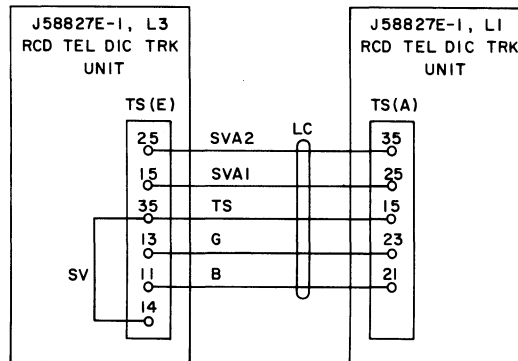 J58827E-1, L3
RCD TEL DIC TRK
UNIT
J58827E-1, L1
RCD TEL DIC TRK
UNIT
TS(E)
TS(A)
LC
25 SVA2 35
15 SVA1 25
35 TS 15
13 G 23
11 B 21
SV
14